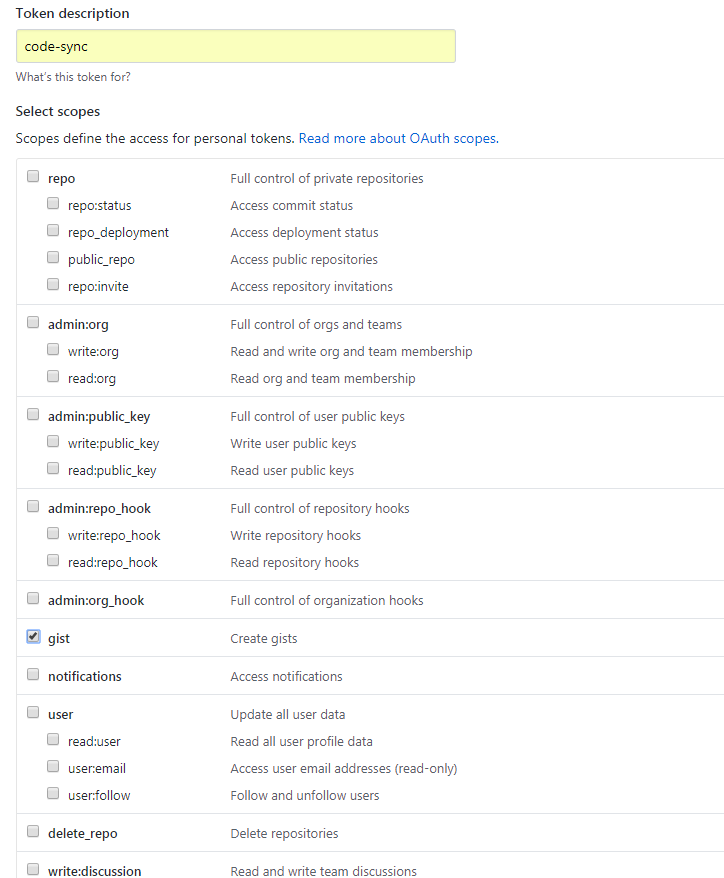 Token description
code-sync
What's this token for?
Select scopes
Scopes define the access for personal tokens. Read more about OAuth scopes.
repo Full control of private repositories
repo:status Access commit status
repo_deployment Access deployment status
public_repo Access public repositories
repo:invite Access repository invitations
admin:org Full control of orgs and teams
write:org Read and write org and team membership
read:org Read org and team membership
admin:public_key Full control of user public keys
write:public_key Write user public keys
read:public_key Read user public keys
admin:repo_hook Full control of repository hooks
write:repo_hook Write repository hooks
read:repo_hook Read repository hooks
admin:org_hook Full control of organization hooks
gist Create gists
notifications Access notifications
user Update all user data
read:user Read all user profile data
user:email Access user email addresses (read-only)
user:follow Follow and unfollow users
delete_repo Delete repositories
write:discussion Read and write team discussions